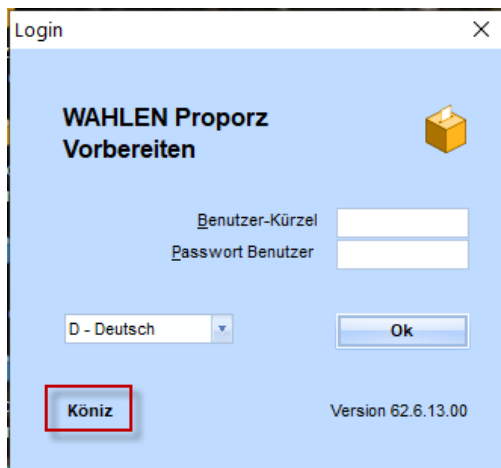 Login
WAHLEN Proporz
Vorbereiten
Benutzer-Kürzel
Passwort Benutzer
D - Deutsch
Ok
Köniz
Version 62.6.13.00